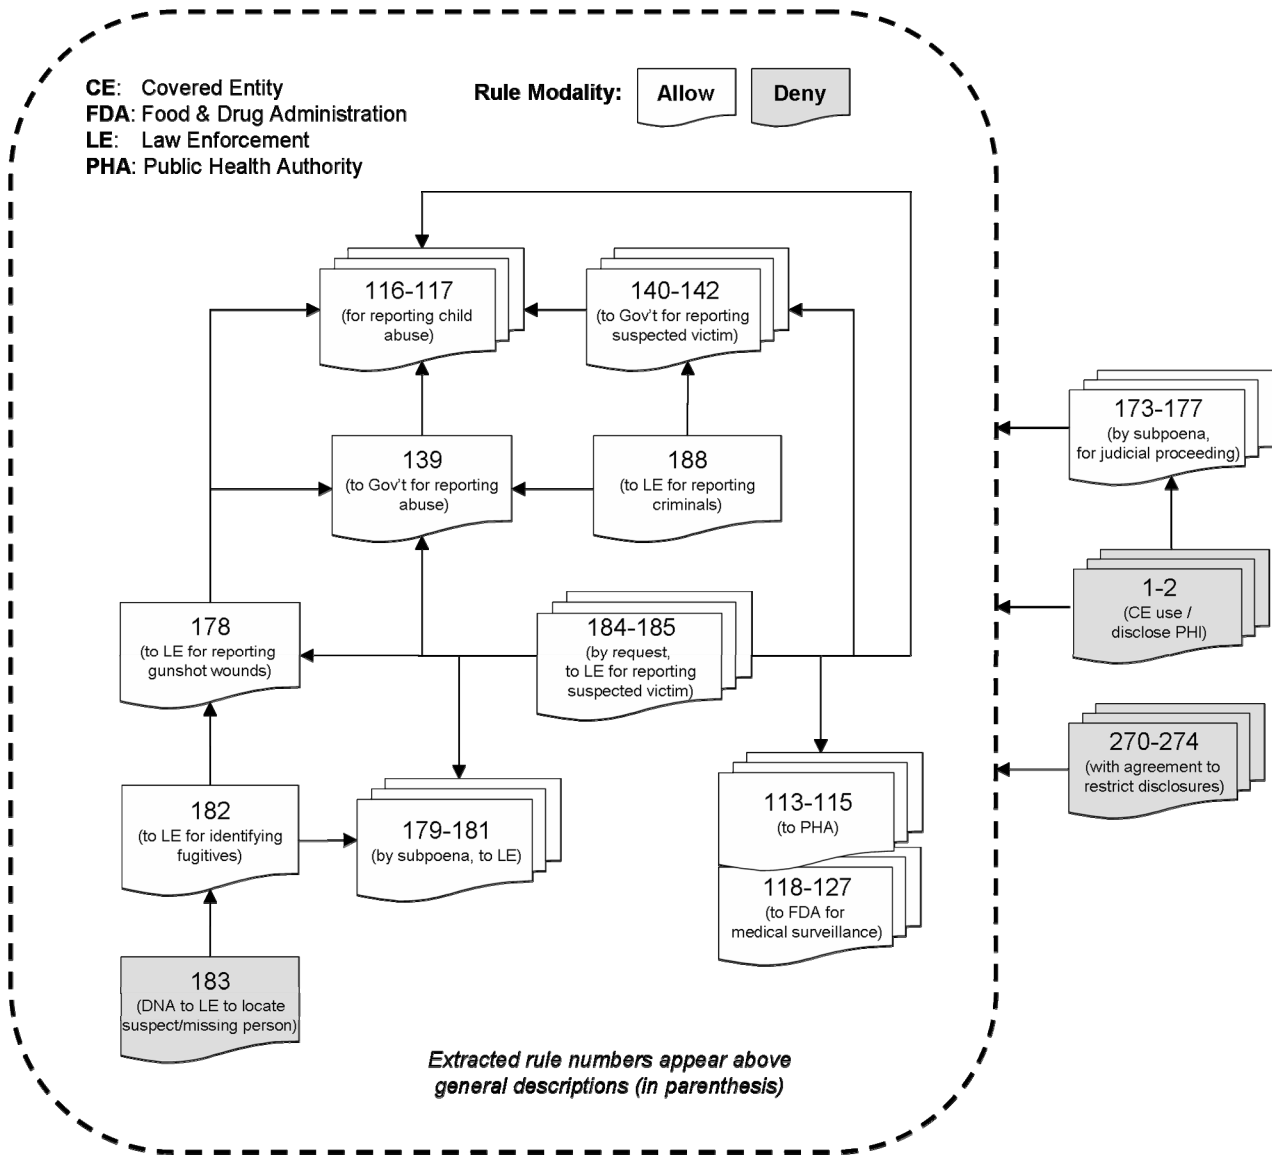 CE: Covered Entity
FDA: Food & Drug Administration
LE: Law Enforcement
PHA: Public Health Authority
Rule Modality:
Allow
Deny
116-117
(for reporting child
abuse)
140-142
(to Gov't for reporting
suspected victim)
139
(to Gov't for reporting
abuse)
188
(to LE for reporting
criminals)
173-177
(by subpoena,
for judicial proceeding)
1-2
(CE use /
disclose PHI)
178
(to LE for reporting
gunshot wounds)
184-185
(by request,
to LE for reporting
suspected victim)
270-274
(with agreement to
restrict disclosures)
182
(to LE for identifying
fugitives)
179-181
(by subpoena, to LE)
113-115
(to PHA)
118-127
(to FDA for
medical surveillance)
183
(DNA to LE to locate
suspect/missing person)
Extracted rule numbers appear above
general descriptions (in parenthesis)